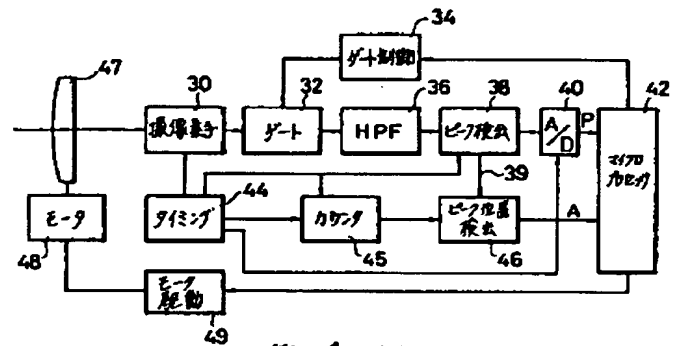 34
47
ゲート制御
30
32
36
38
40
42
撮像素子
ゲート
HPF
ピーク検出
A/D
P
マイクロ
プロセッサ
39
44
モータ
タイミング
カウンタ
ピーク位置
検出
A
48
45
46
モータ
駆動
49